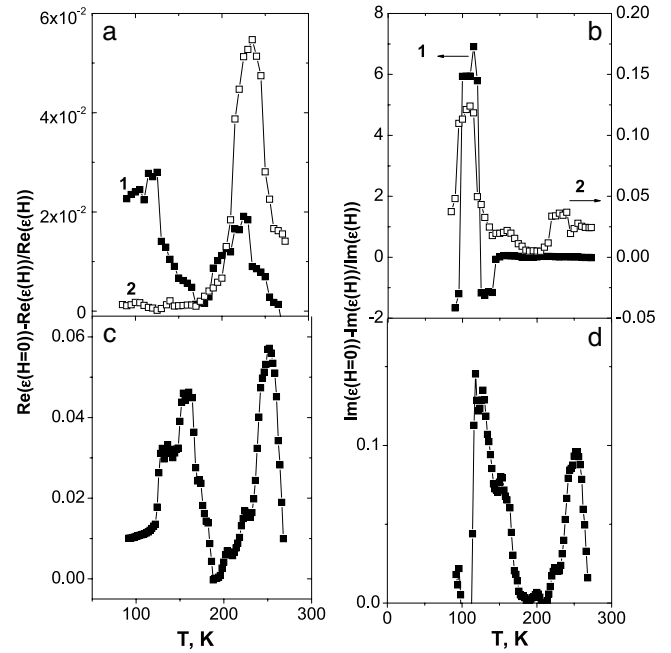 a
6x10⁻²
4x10⁻²
2x10⁻²
0
1
2
b
8
6
4
2
0
-2
1
2
0.20
0.15
0.10
0.05
0.00
-0.05
c
0.06
0.04
0.02
0.00
100
200
300
T, K
d
0.1
0.0
0
100
200
300
T, K
Re(ε(H=0))-Re(ε(H))/Re(ε(H))
Im(ε(H=0))-Im(ε(H))/Im(ε(H))